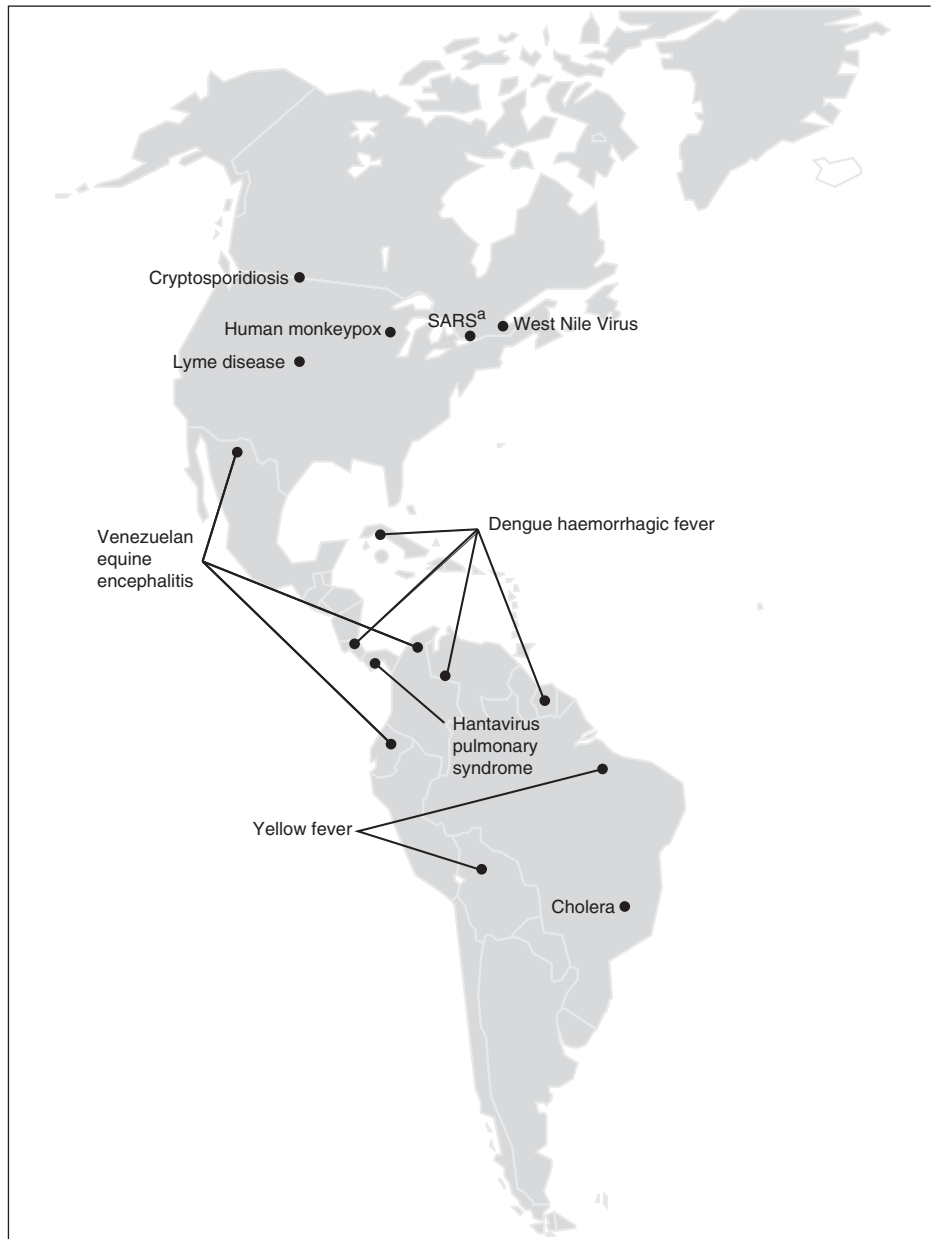 Cryptosporidiosis
SARSa
West Nile Virus
Human monkeypox
Lyme disease
Dengue haemorrhagic fever
Venezuelan
equine
encephalitis
Hantavirus
pulmonary
syndrome
Yellow fever
Cholera